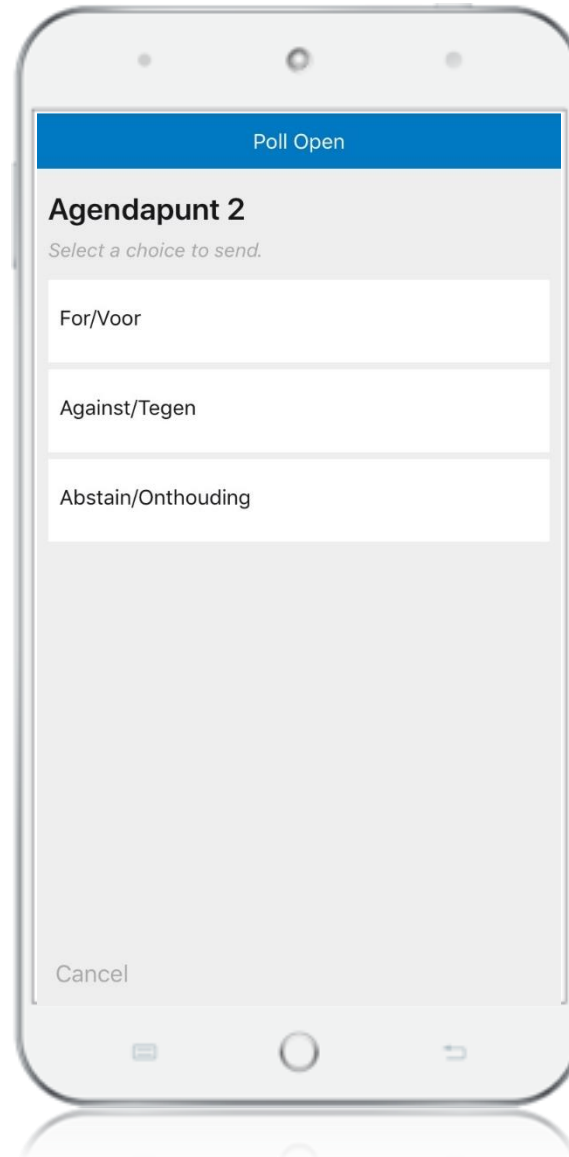 Poll Open
Agendapunt 2
Select a choice to send.
For/Voor
Against/Tegen
Abstain/Onthouding
Cancel